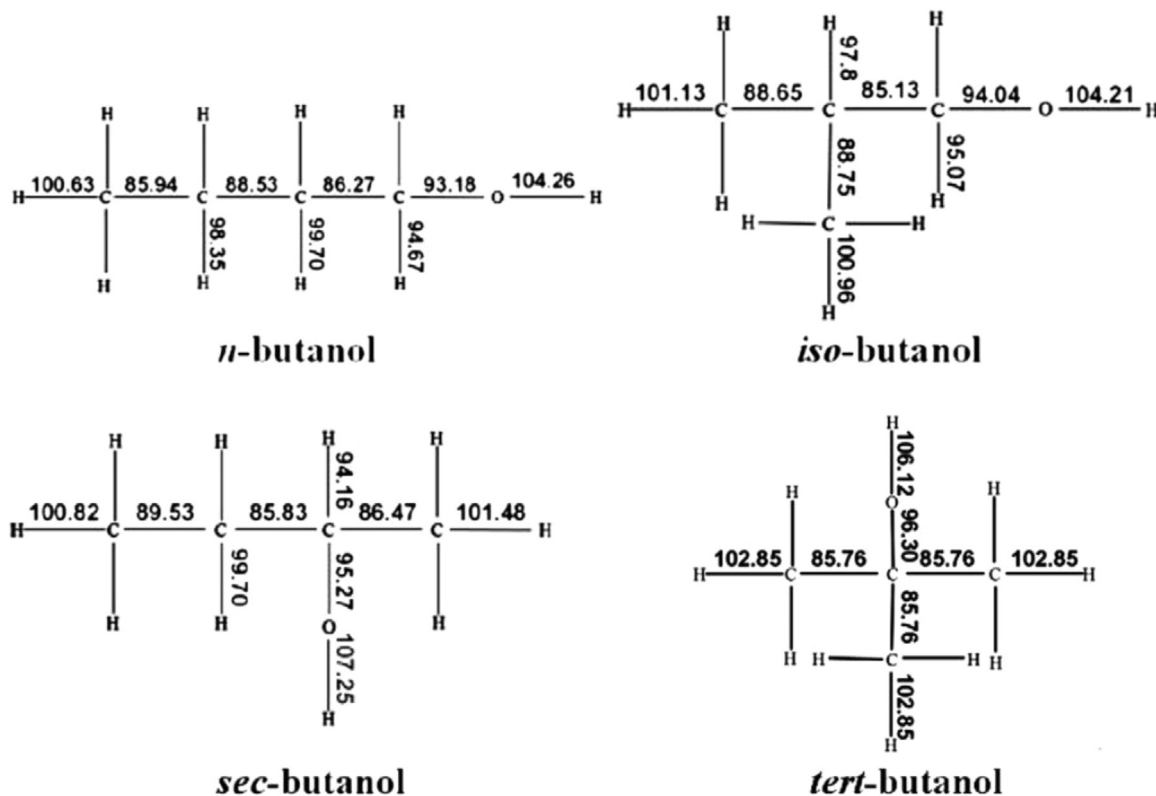 H H H H
H 100.63 C 85.94 C 88.53 C 86.27 C 93.18 O 104.26 H
98.35 99.70 94.67
H H H H
n-butanol
H H H
97.8
H 101.13 C 88.65 C 85.13 C 94.04 O 104.21 H
88.75 95.07
H H
H C H
100.96
H
iso-butanol
H H H H
94.16
H 100.82 C 89.53 C 85.83 C 86.47 C 101.48 H
99.70 95.27
H H O H
107.25
H
sec-butanol
H
106.12
H O H
96.30
H 102.85 C 85.76 C 85.76 C 102.85 H
85.76
H H C H H
102.85
H
tert-butanol